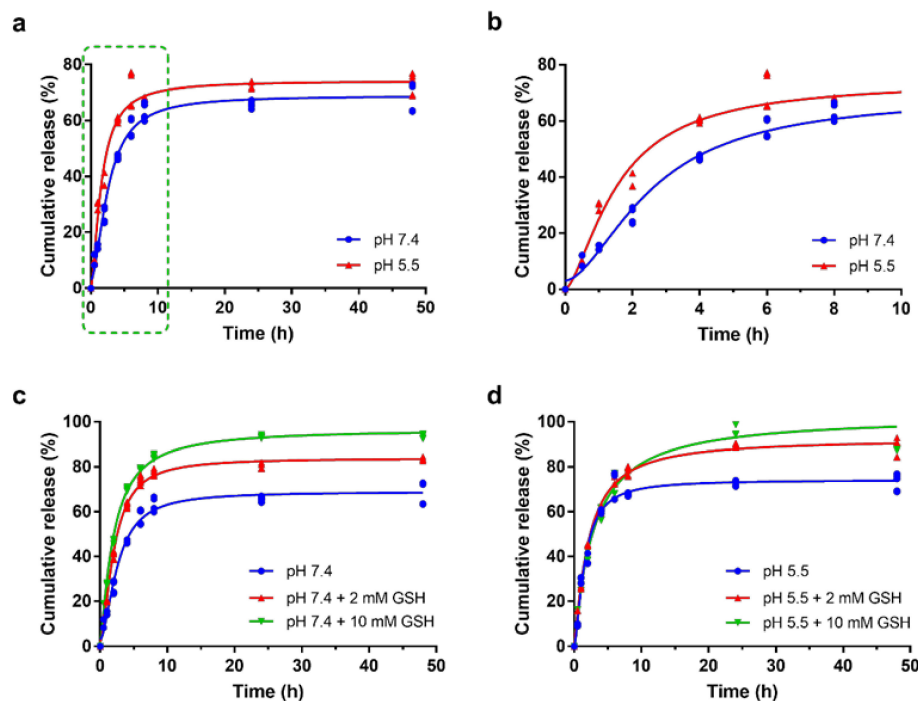 a
Cumulative release (%)
80
60
40
20
0
0 10 20 30 40 50
Time (h)
pH 7.4
pH 5.5
b
Cumulative release (%)
80
60
40
20
0
0 2 4 6 8 10
Time (h)
pH 7.4
pH 5.5
c
Cumulative release (%)
100
80
60
40
20
0
0 10 20 30 40 50
Time (h)
pH 7.4
pH 7.4 + 2 mM GSH
pH 7.4 + 10 mM GSH
d
Cumulative release (%)
100
80
60
40
20
0
0 10 20 30 40 50
Time (h)
pH 5.5
pH 5.5 + 2 mM GSH
pH 5.5 + 10 mM GSH